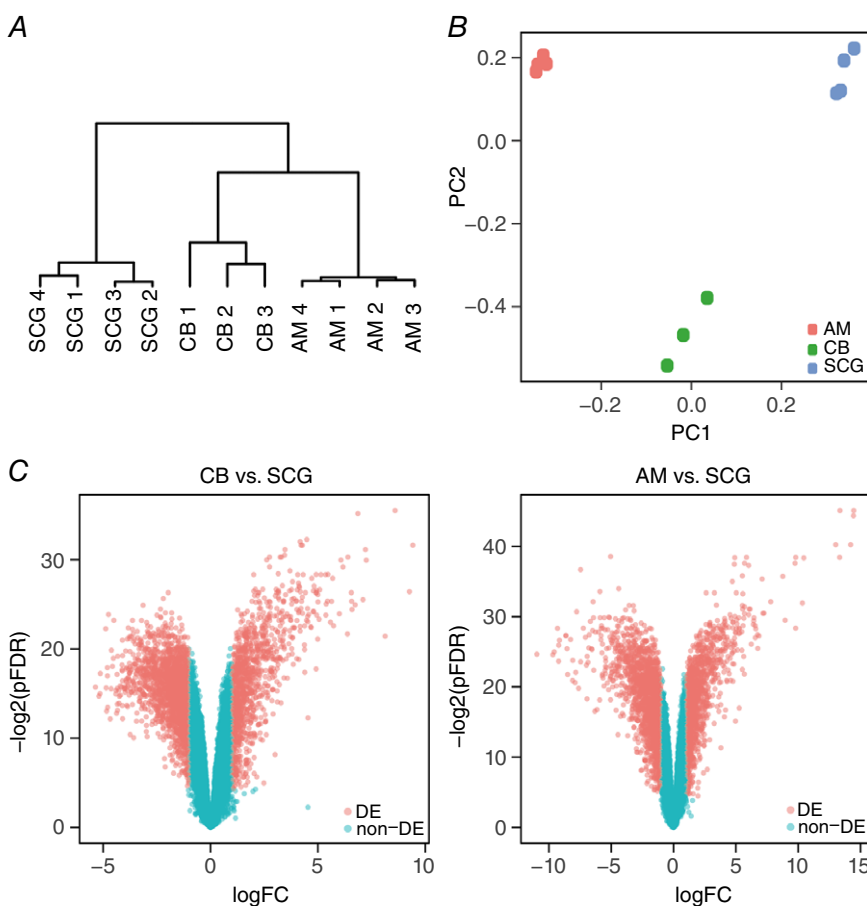 A
SCG 4
SCG 1
SCG 3
SCG 2
CB 1
CB 2
CB 3
AM 4
AM 1
AM 2
AM 3
B
PC2
0.2
0.0
−0.2
−0.4
−0.2
0.0
0.2
PC1
AM
CB
SCG
C
CB vs. SCG
−log2(pFDR)
30
20
10
0
−5
0
5
10
logFC
DE
non−DE
AM vs. SCG
−log2(pFDR)
40
30
20
10
0
−10
−5
0
5
10
15
logFC
DE
non−DE